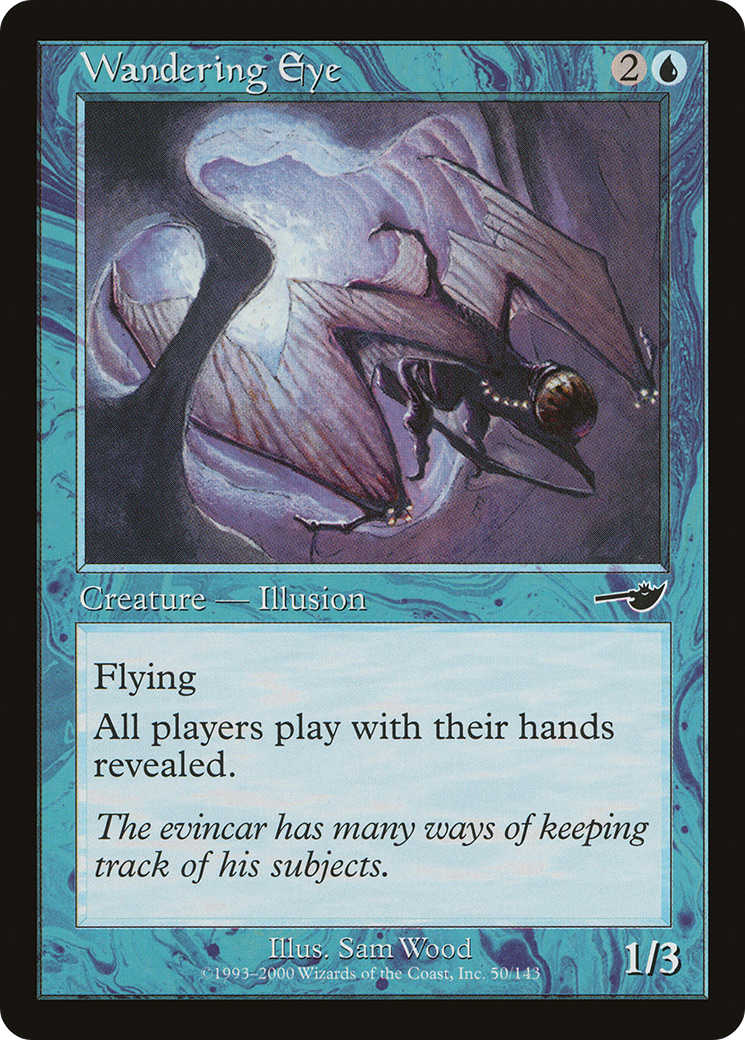 Wandering Eye
2
Creature — Illusion
Flying
All players play with their hands
revealed.
The evincar has many ways of keeping
track of his subjects.
Illus. Sam Wood
1/3
©1993–2000 Wizards of the Coast, Inc. 50/143